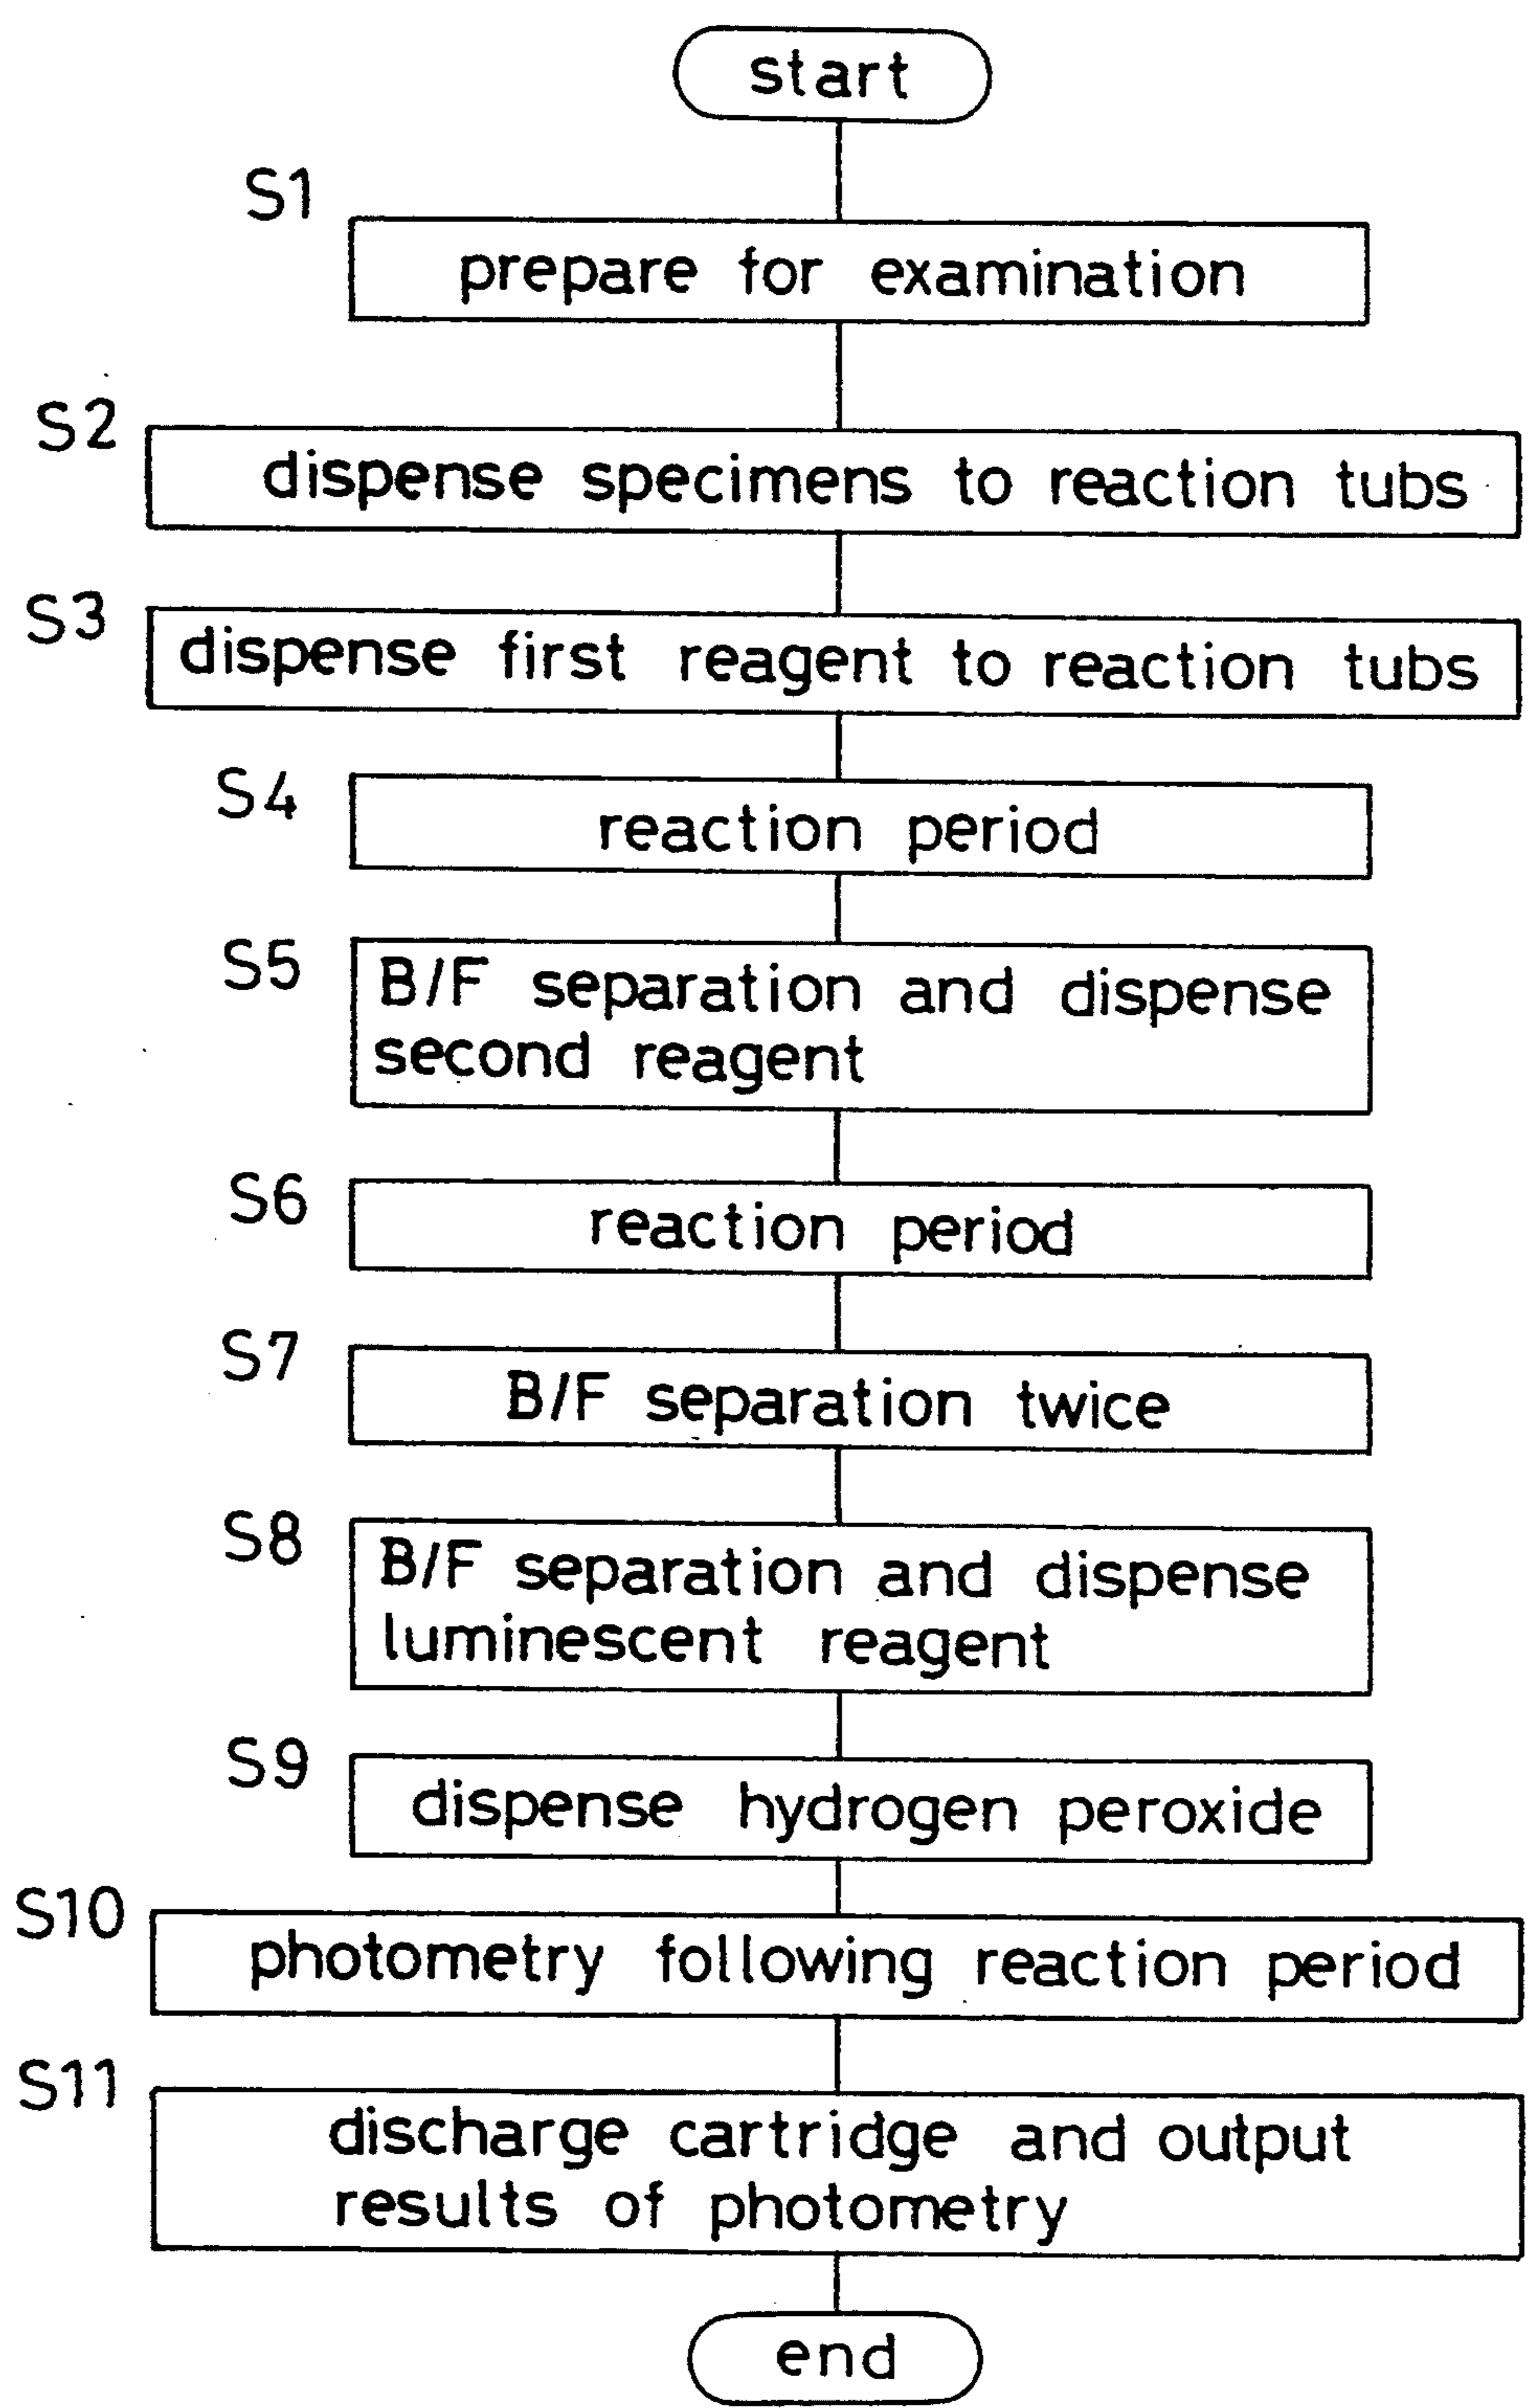 start
S1
prepare for examination
S2
dispense specimens to reaction tubs
S3
dispense first reagent to reaction tubs
S4
reaction period
S5
B/F separation and dispense
second reagent
S6
reaction period
S7
B/F separation twice
S8
B/F separation and dispense
luminescent reagent
S9
dispense hydrogen peroxide
S10
photometry following reaction period
S11
discharge cartridge and output
results of photometry
end